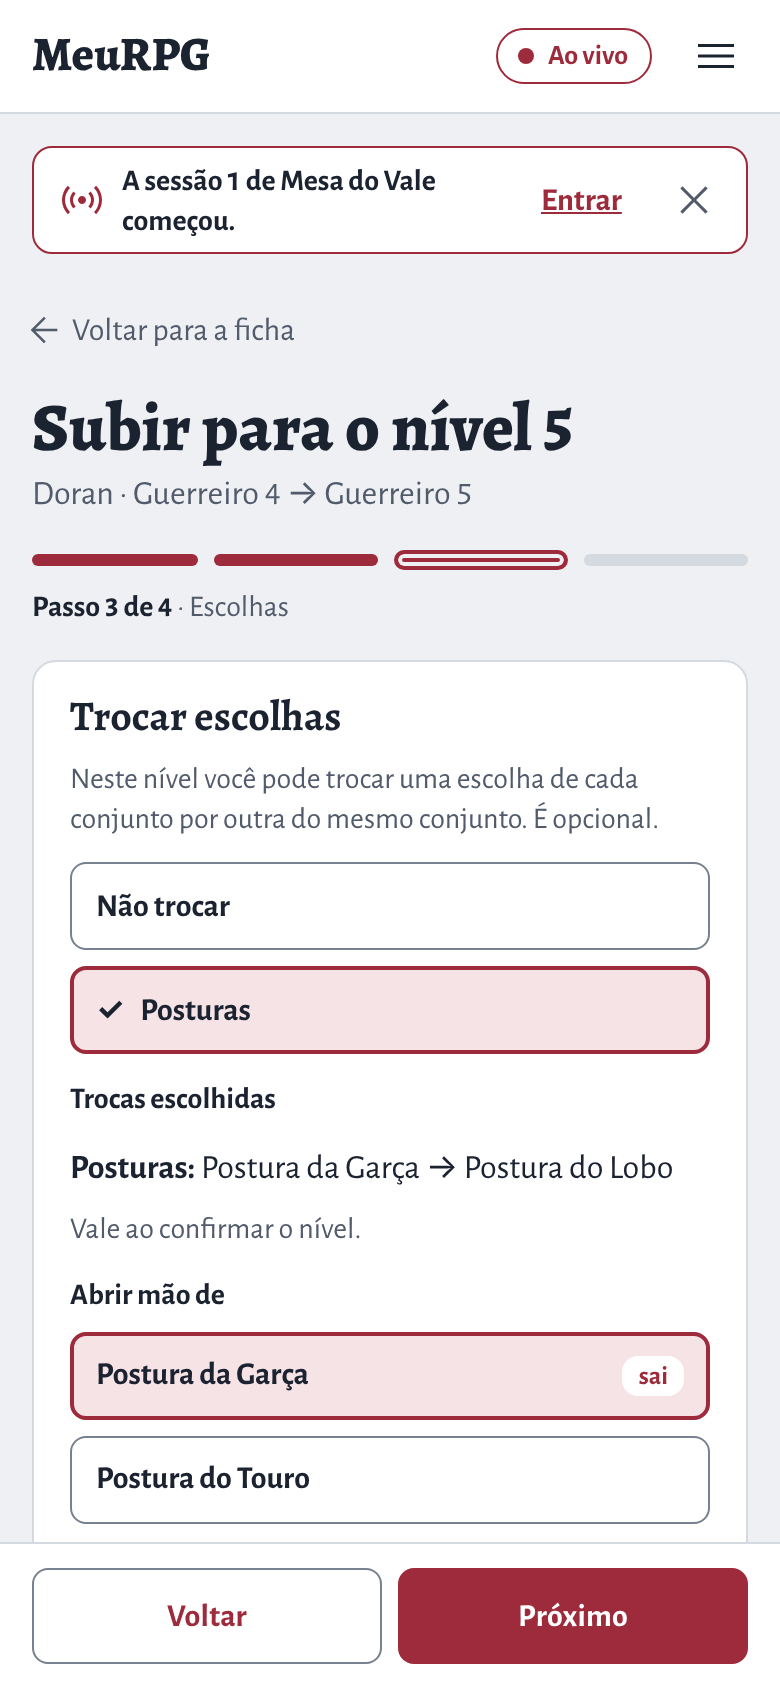 MeuRPG
Ao vivo
A sessão 1 de Mesa do Vale
começou.
Entrar
Voltar para a ficha
Subir para o nível 5
Doran · Guerreiro 4 → Guerreiro 5
Passo 3 de 4 · Escolhas
Trocar escolhas
Neste nível você pode trocar uma escolha de cada
conjunto por outra do mesmo conjunto. É opcional.
Não trocar
Posturas
Trocas escolhidas
Posturas: Postura da Garça → Postura do Lobo
Vale ao confirmar o nível.
Abrir mão de
Postura da Garça
sai
Postura do Touro
Voltar
Próximo